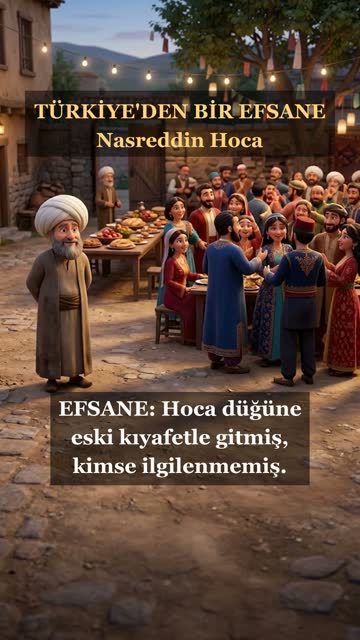 TÜRKİYE'DEN BİR EFSANE
Nasreddin Hoca
EFSANE: Hoca düğüne
eski kıyafetle gitmiş,
kimse ilgilenmemiş.